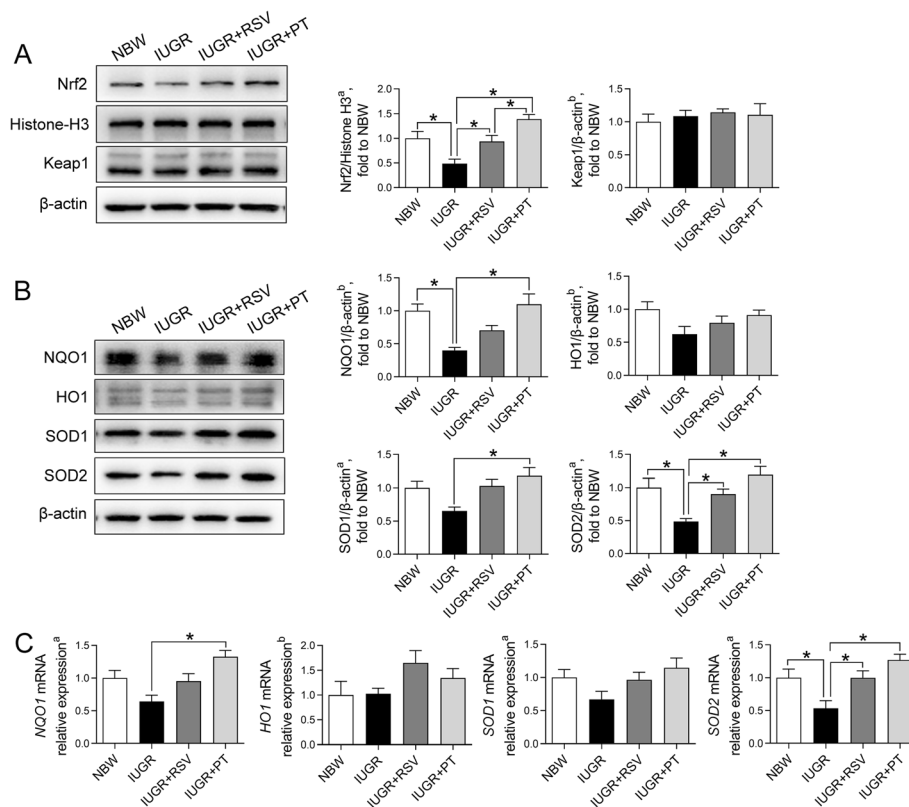 A
NBW IUGR IUGR+RSV IUGR+PT
Nrf2
Histone-H3
Keap1
β-actin
Nrf2/Histone H3ᵃ,
fold to NBW
2.0
1.5
1.0
0.5
0.0
* * * *
NBW IUGR IUGR+RSV IUGR+PT
Keap1/β-actinᵇ,
fold to NBW
1.5
1.0
0.5
0.0
NBW IUGR IUGR+RSV IUGR+PT
B
NBW IUGR IUGR+RSV IUGR+PT
NQO1
HO1
SOD1
SOD2
β-actin
NQO1/β-actinᵇ,
fold to NBW
1.5
1.0
0.5
0.0
* *
NBW IUGR IUGR+RSV IUGR+PT
HO1/β-actinᵇ,
fold to NBW
1.5
1.0
0.5
0.0
NBW IUGR IUGR+RSV IUGR+PT
SOD1/β-actinᵃ,
fold to NBW
1.5
1.0
0.5
0.0
*
NBW IUGR IUGR+RSV IUGR+PT
SOD2/β-actinᵃ,
fold to NBW
1.5
1.0
0.5
0.0
* * *
NBW IUGR IUGR+RSV IUGR+PT
C
NQO1 mRNA
relative expressionᵃ
1.5
1.0
0.5
0.0
*
NBW IUGR IUGR+RSV IUGR+PT
HO1 mRNA
relative expressionᵇ
2.0
1.5
1.0
0.5
0.0
NBW IUGR IUGR+RSV IUGR+PT
SOD1 mRNA
relative expressionᵃ
1.5
1.0
0.5
0.0
NBW IUGR IUGR+RSV IUGR+PT
SOD2 mRNA
relative expressionᵃ
1.5
1.0
0.5
0.0
* * *
NBW IUGR IUGR+RSV IUGR+PT